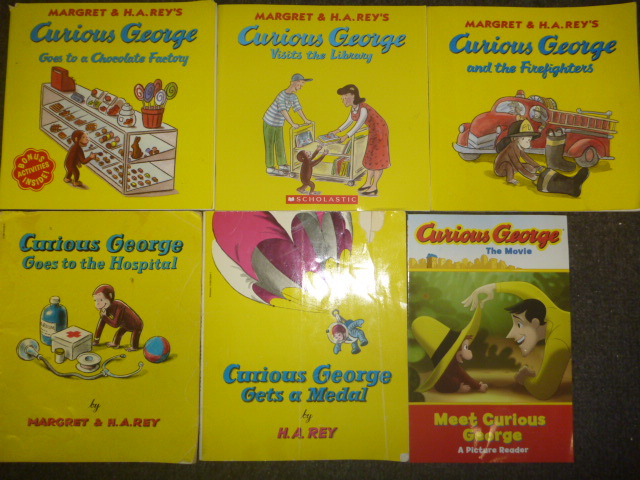 MARGRET & H.A. REY'S
Curious George
Goes to a Chocolate Factory
BONUS
ACTIVITIES
INSIDE!
MARGRET & H.A. REY'S
Curious George
Visits the Library
SCHOLASTIC
MARGRET & H.A. REY'S
Curious George
and the Firefighters
Curious George
Goes to the Hospital
by
MARGRET & H.A. REY
Curious George
Gets a Medal
by
H.A. REY
Curious George
The Movie
Meet Curious
George
A Picture Reader